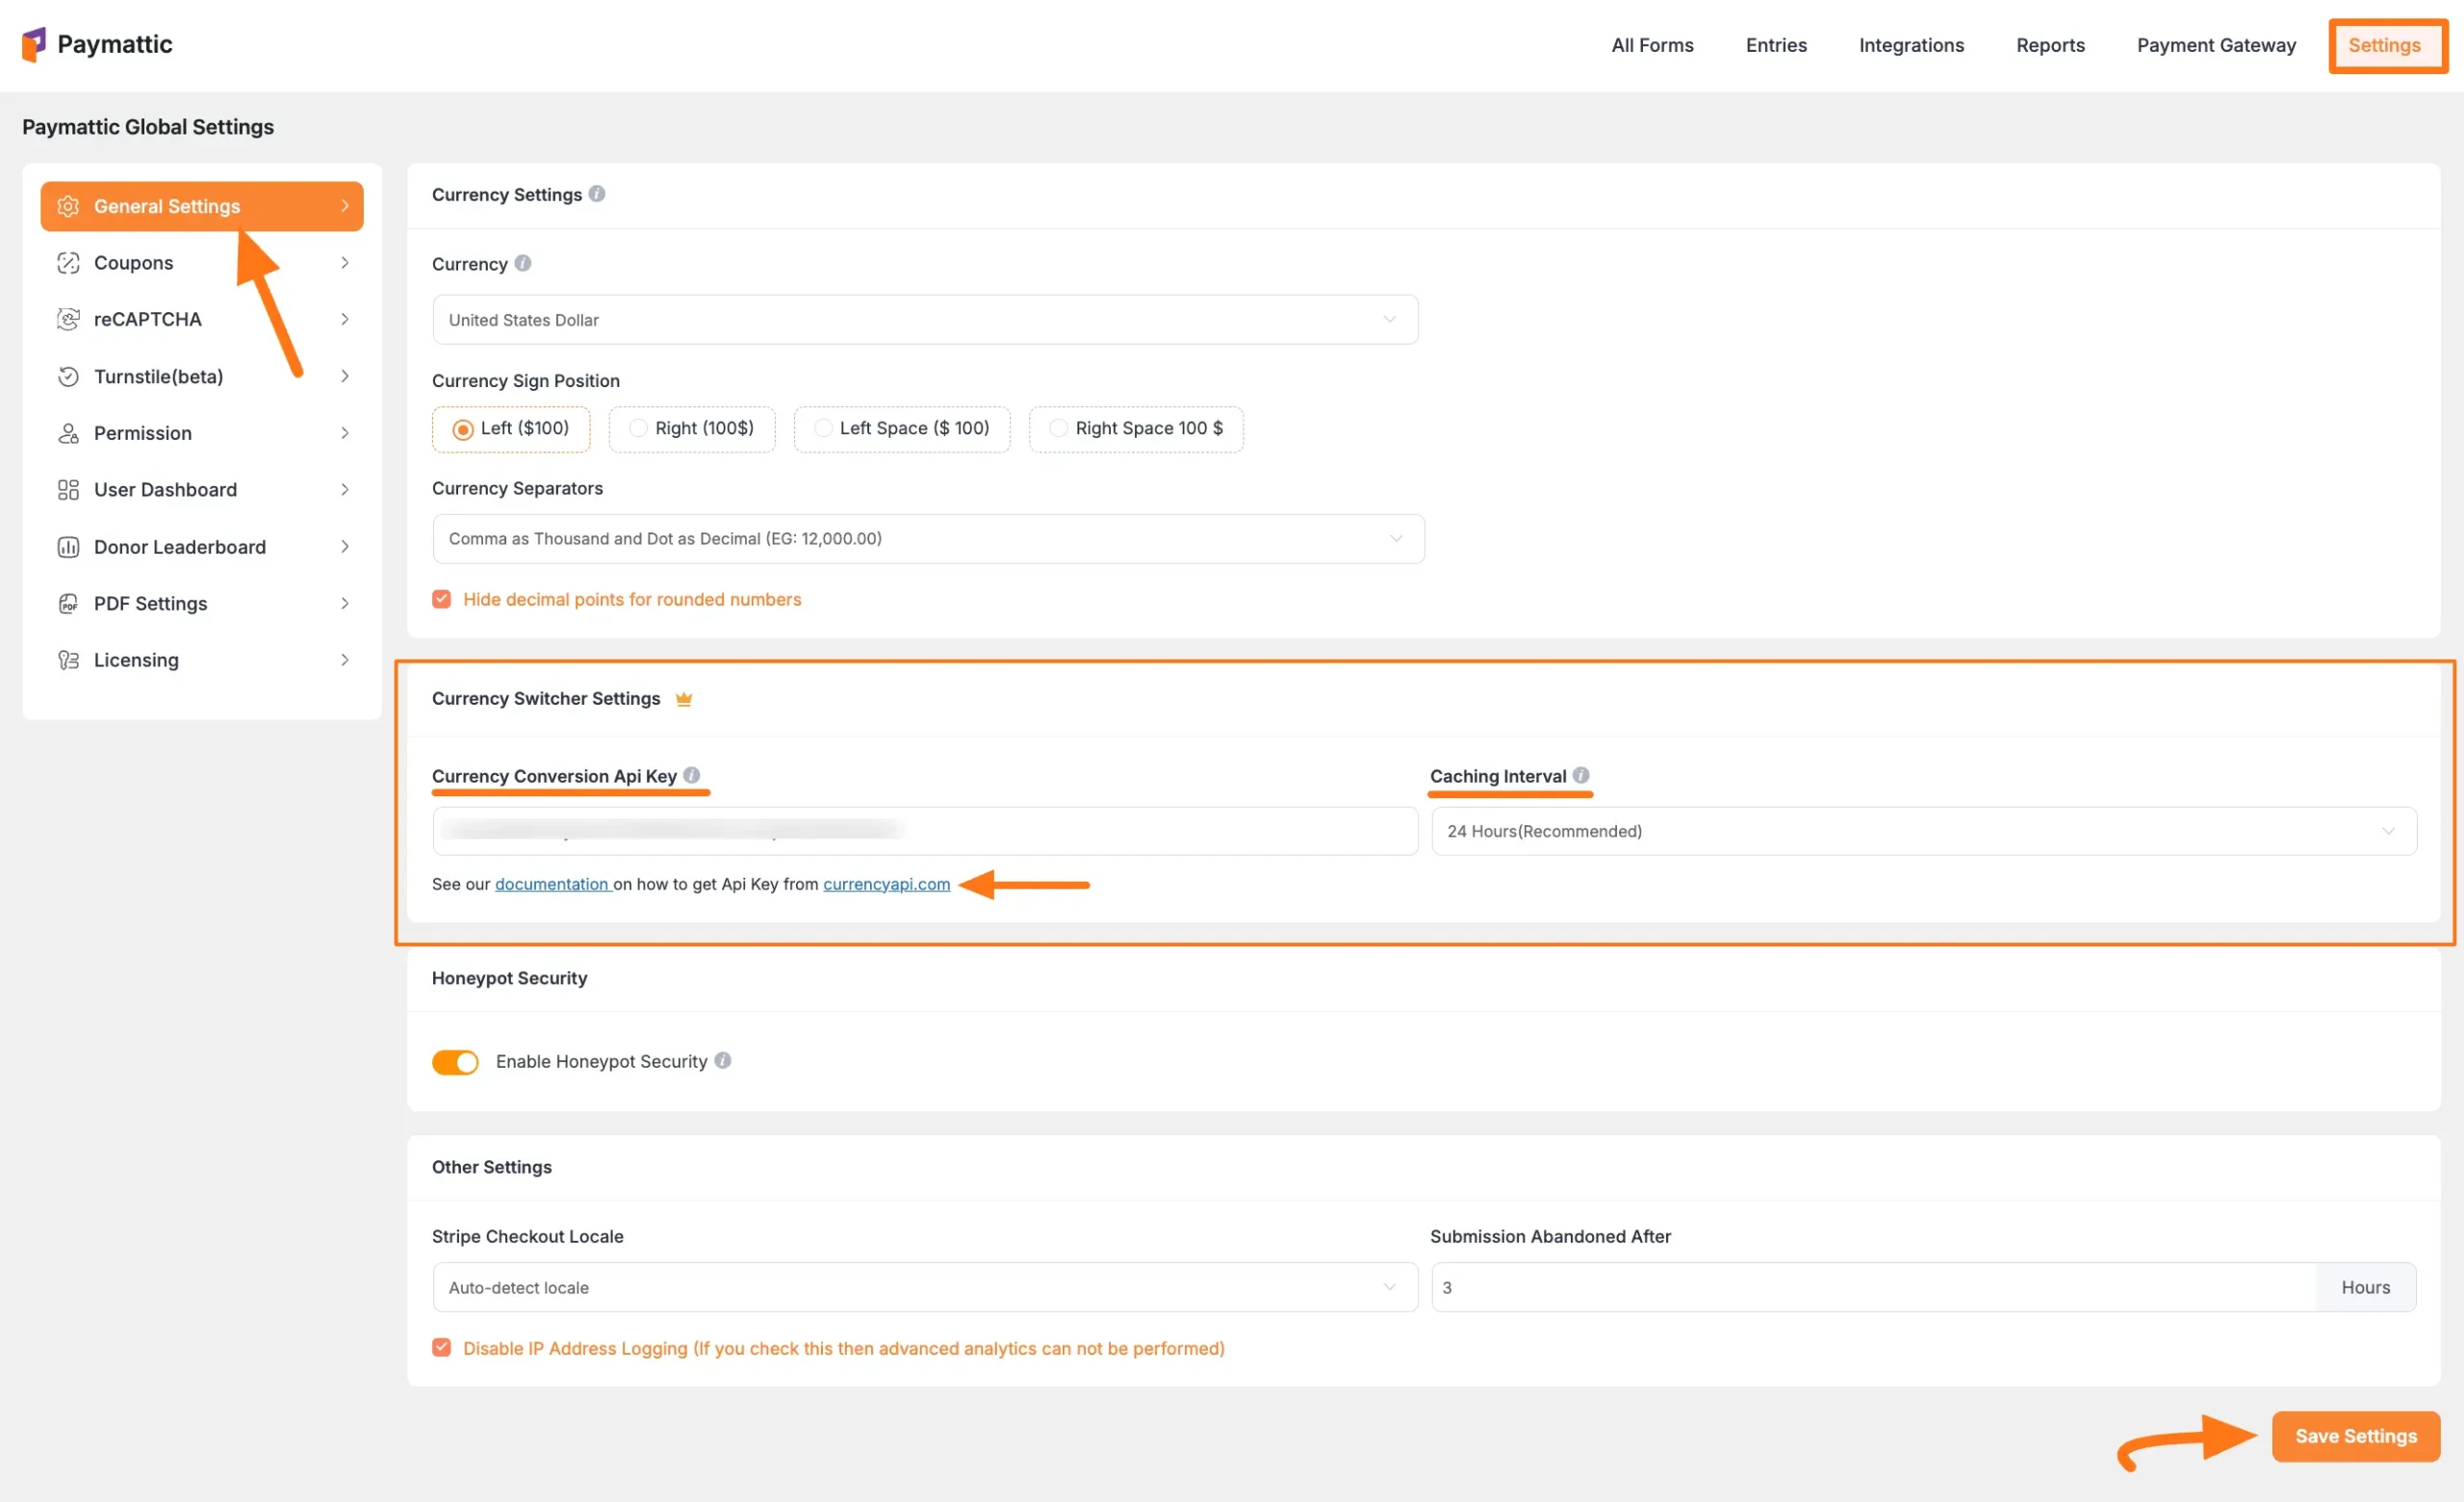 Paymattic
All Forms
Entries
Integrations
Reports
Payment Gateway
Settings
Paymattic Global Settings
General Settings
Coupons
reCAPTCHA
Turnstile(beta)
Permission
User Dashboard
Donor Leaderboard
PDF Settings
Licensing
Currency Settings
Currency
United States Dollar
Currency Sign Position
Left ($100)
Right (100$)
Left Space ($ 100)
Right Space 100 $
Currency Separators
Comma as Thousand and Dot as Decimal (EG: 12,000.00)
Hide decimal points for rounded numbers
Currency Switcher Settings
Currency Conversion Api Key
Caching Interval
24 Hours(Recommended)
See our documentation on how to get Api Key from currencyapi.com
Honeypot Security
Enable Honeypot Security
Other Settings
Stripe Checkout Locale
Submission Abandoned After
Auto-detect locale
3
Hours
Disable IP Address Logging (If you check this then advanced analytics can not be performed)
Save Settings